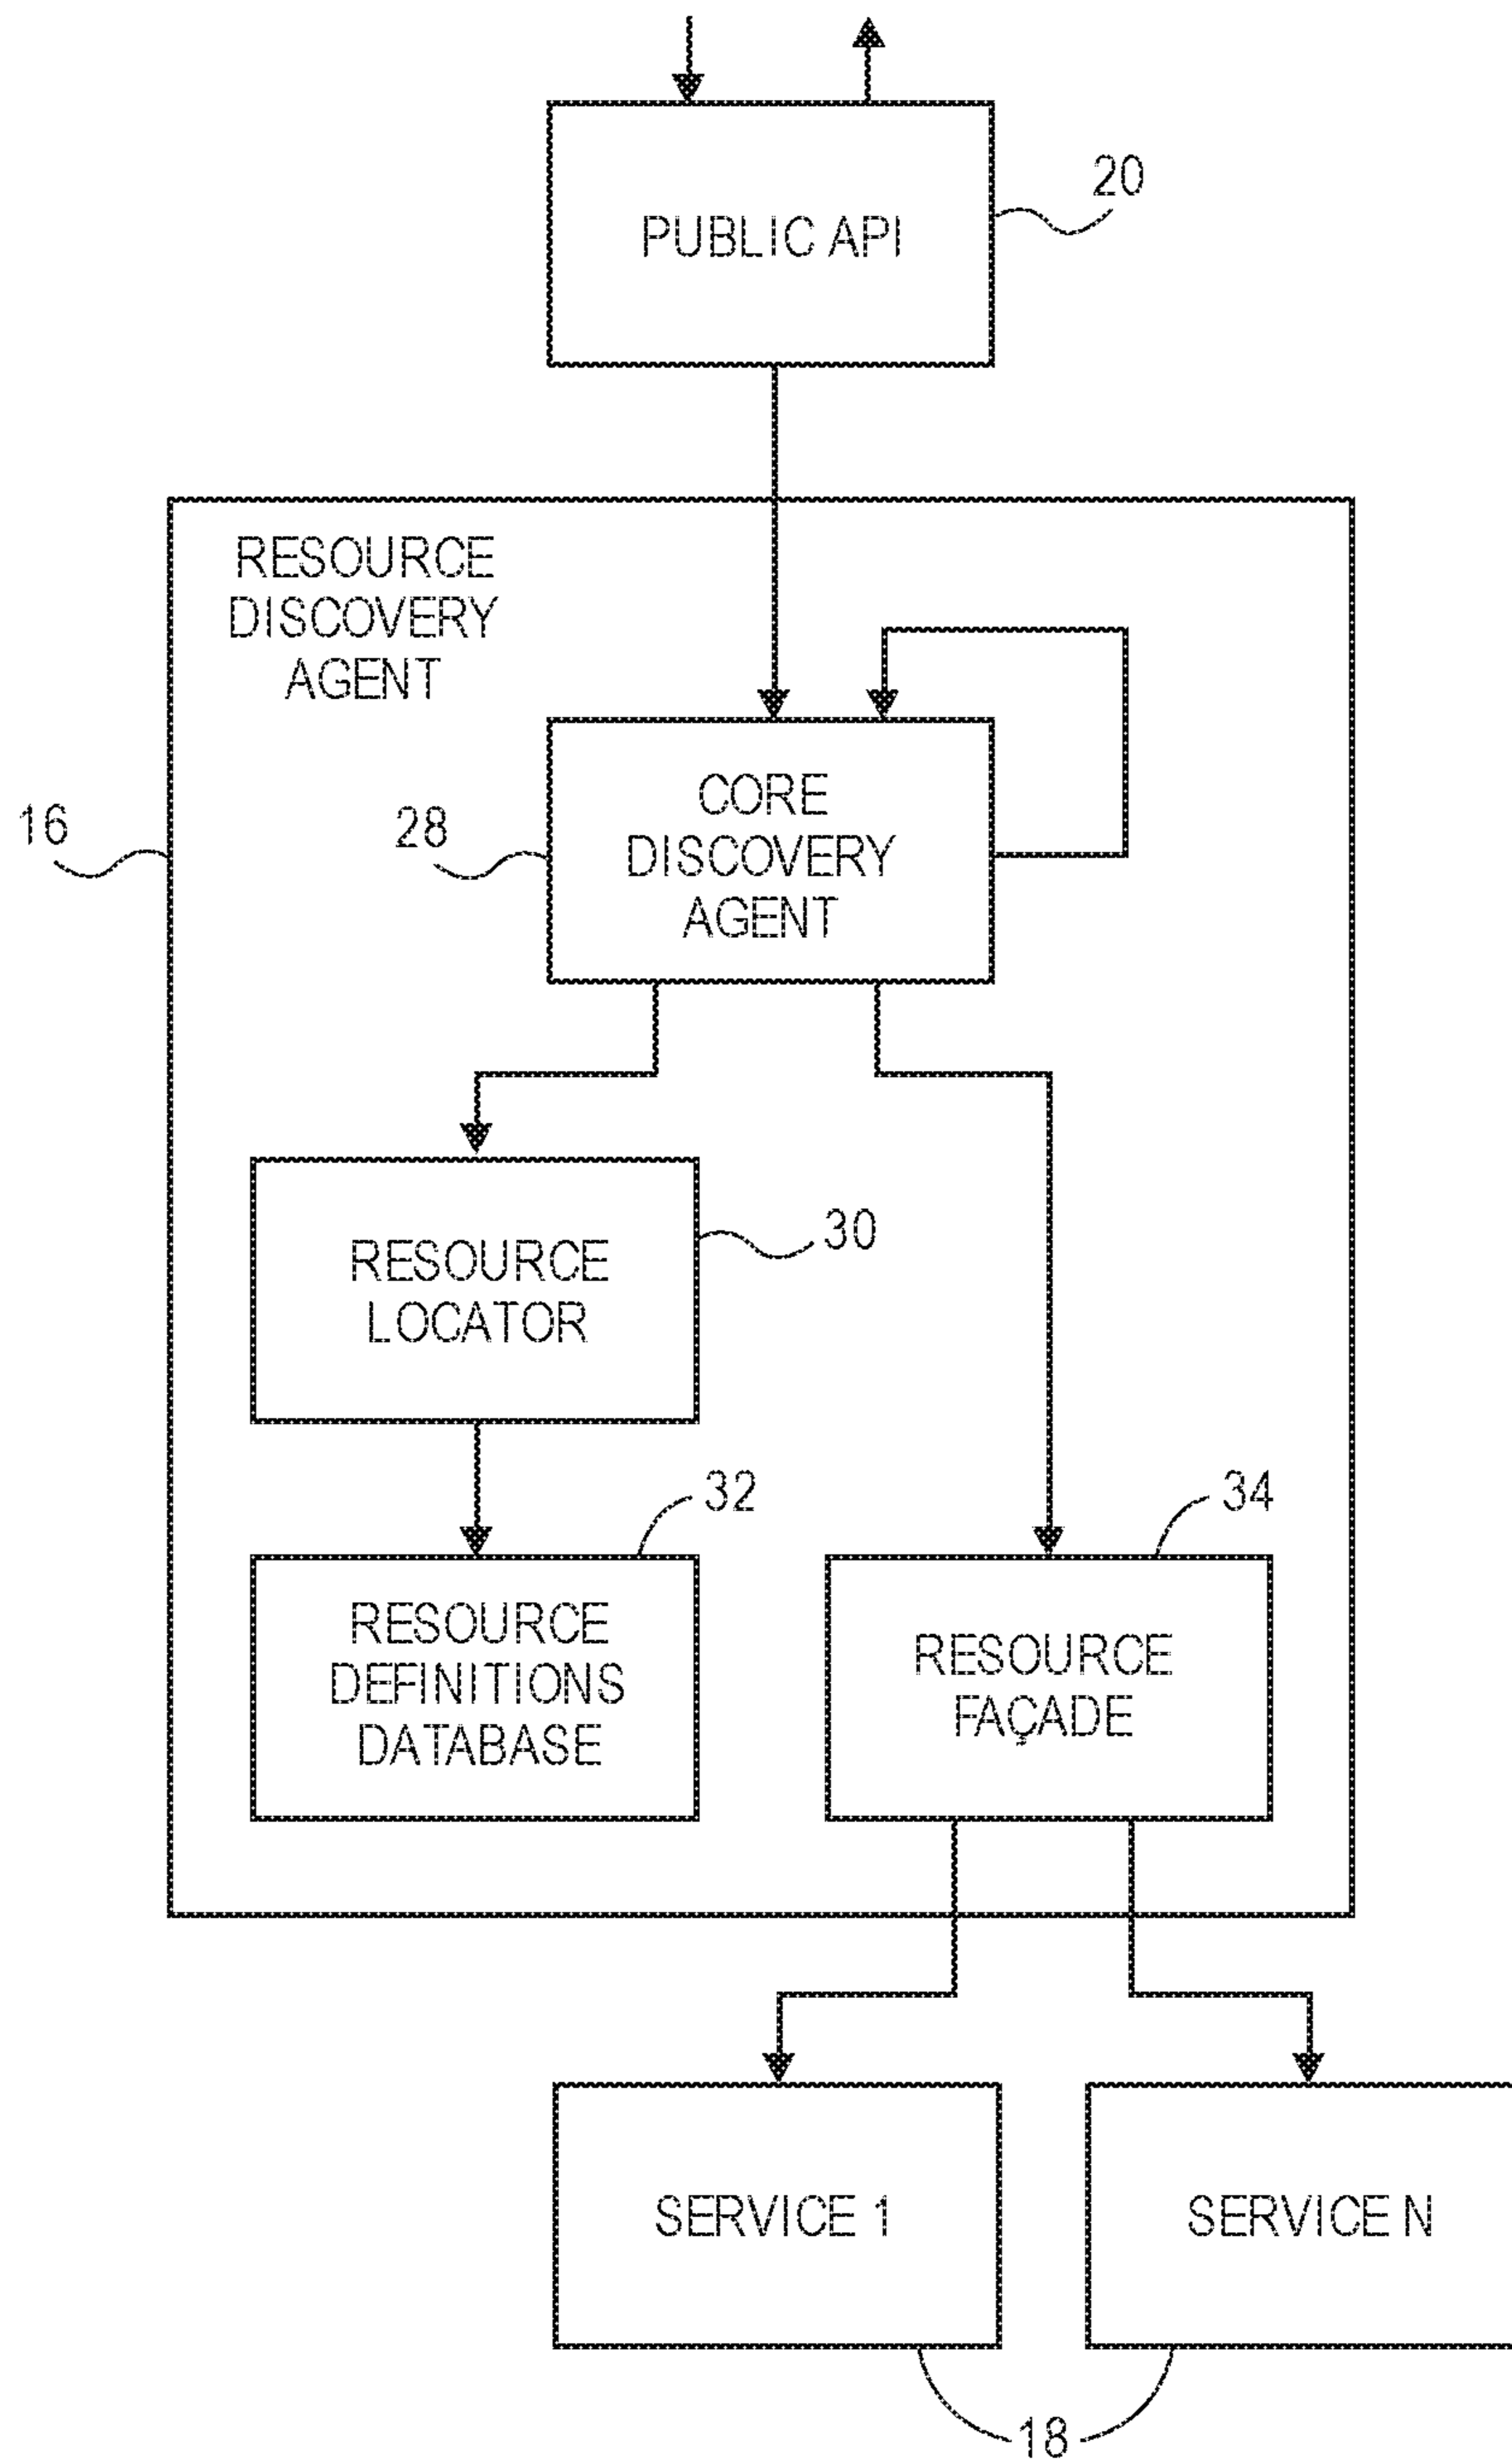 PUBLIC API
20
RESOURCE
DISCOVERY
AGENT
16
28
CORE
DISCOVERY
AGENT
RESOURCE
LOCATOR
30
32
34
RESOURCE
DEFINITIONS
DATABASE
RESOURCE
FAÇADE
SERVICE 1
SERVICE N
18